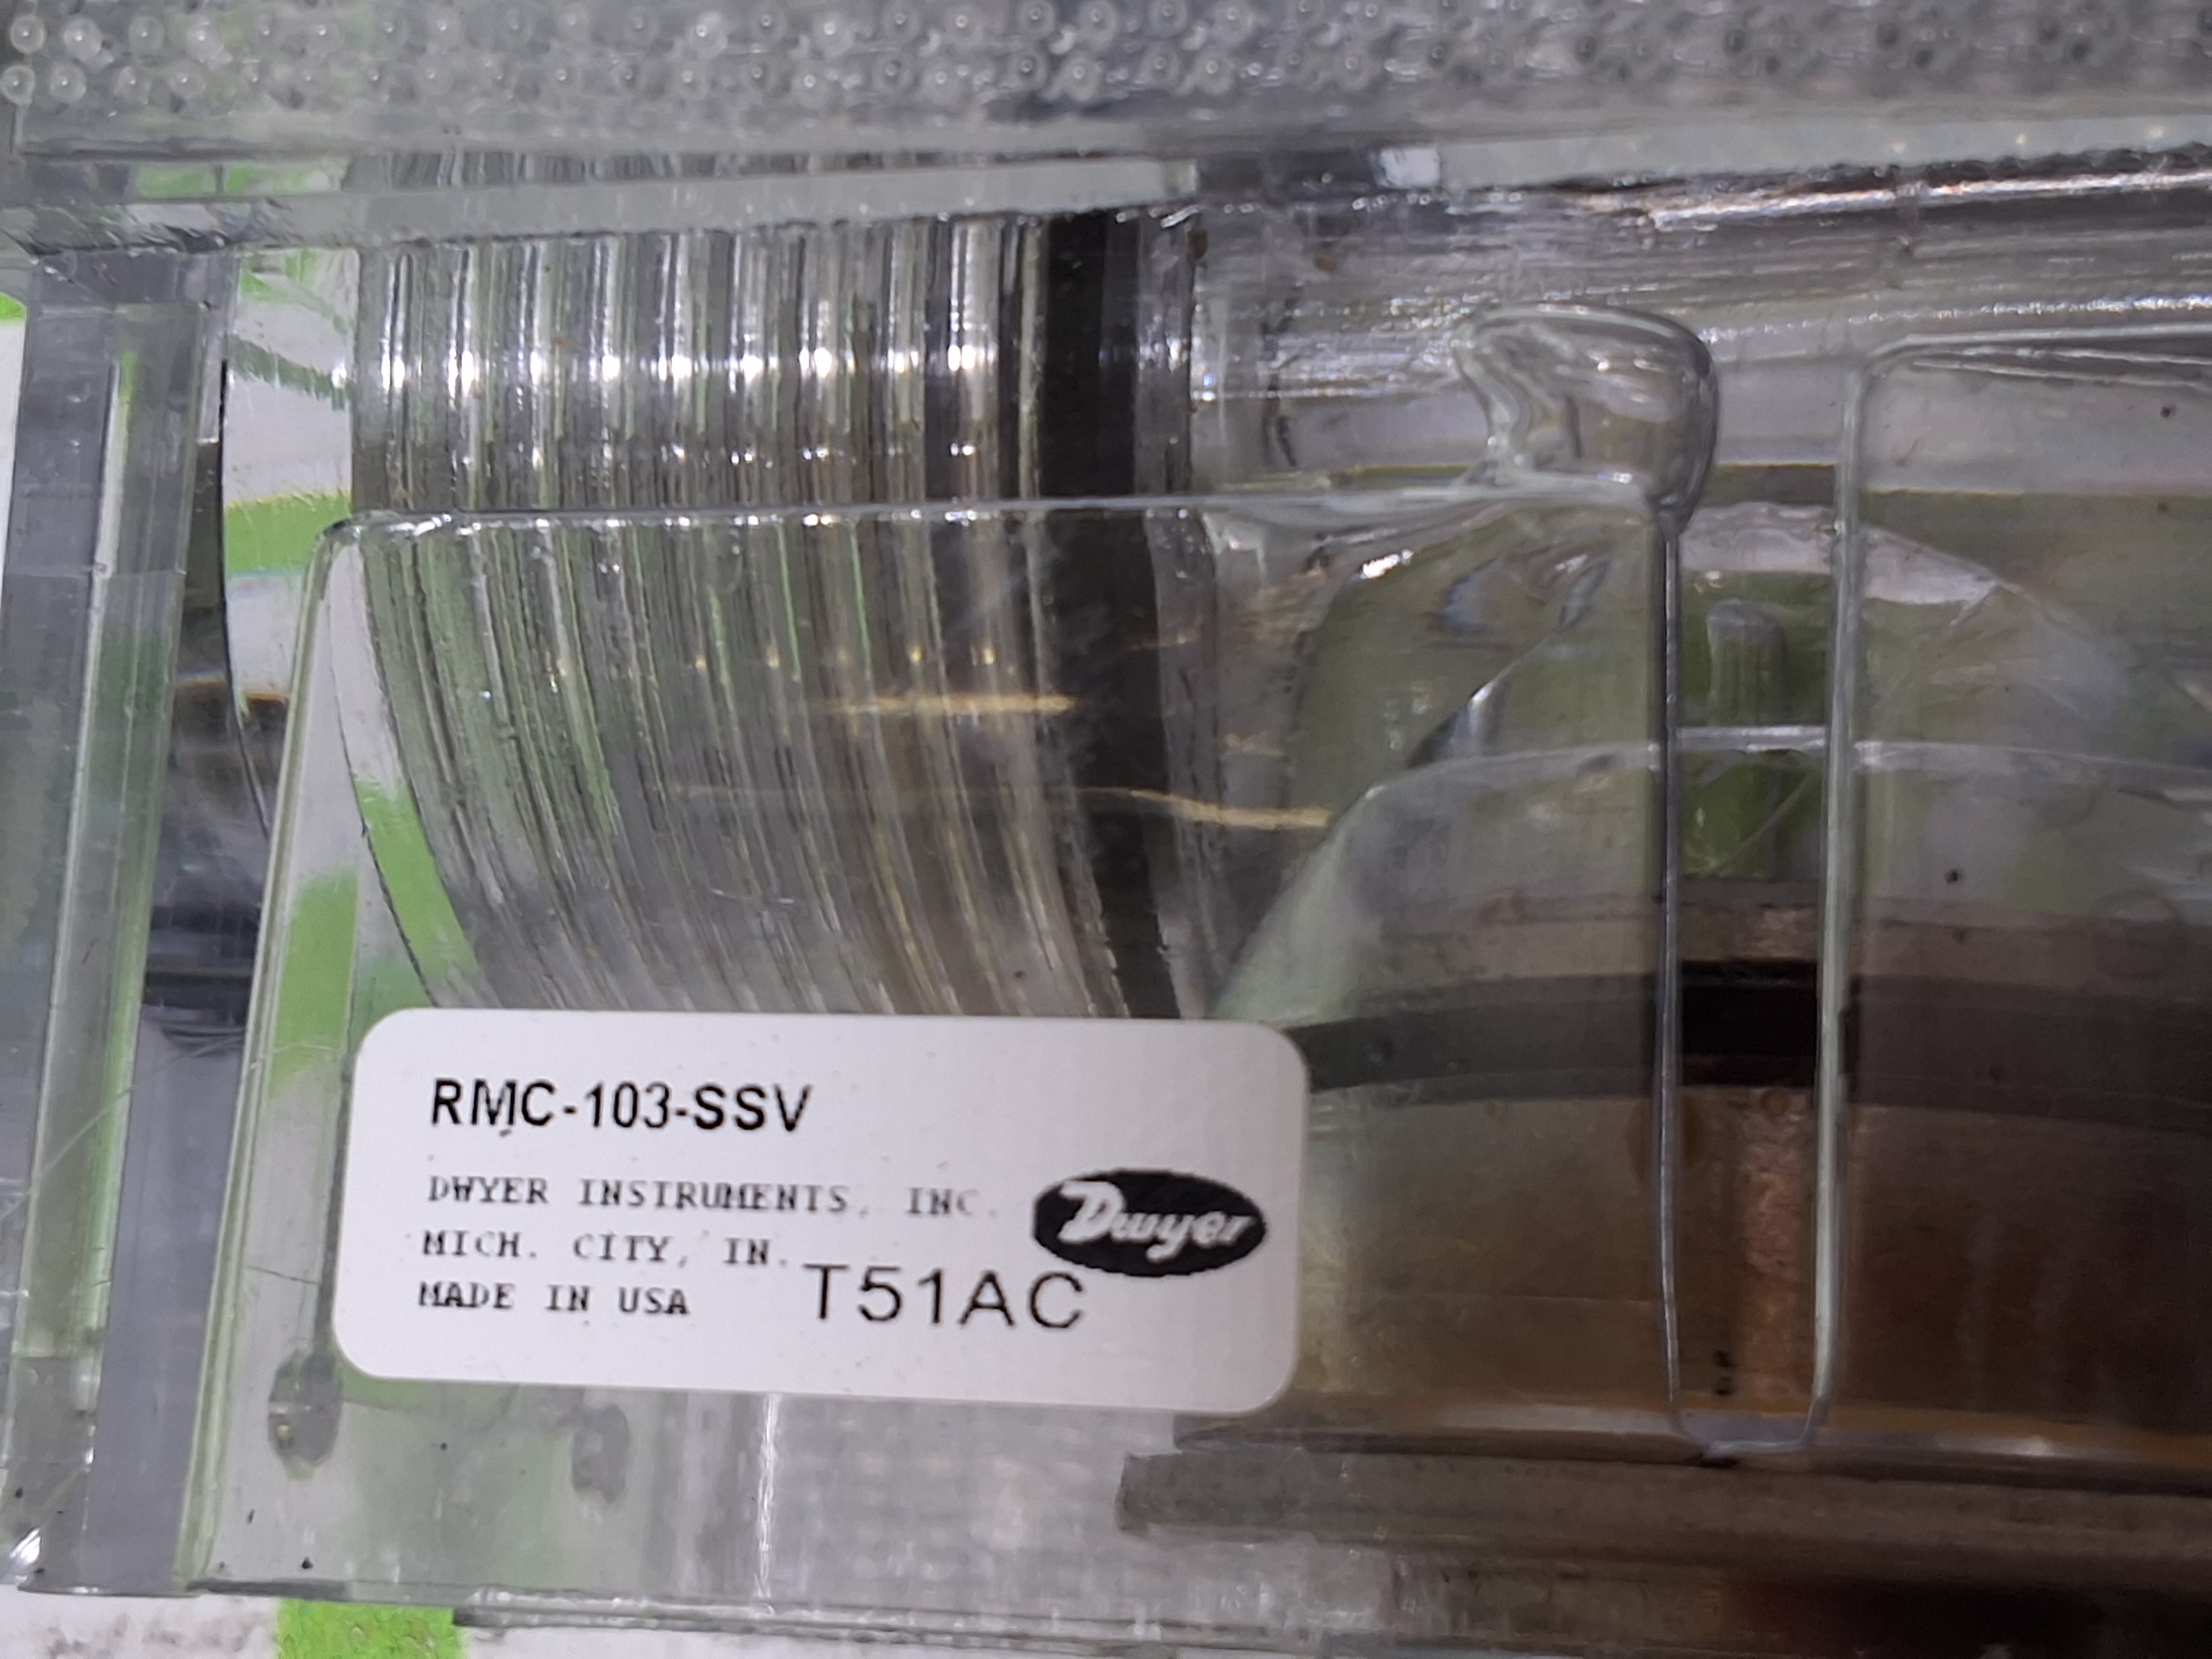 RMC-103-SSV
DWYER INSTRUMENTS, INC.
MICH. CITY, IN.
MADE IN USA
T51AC
Dwyer